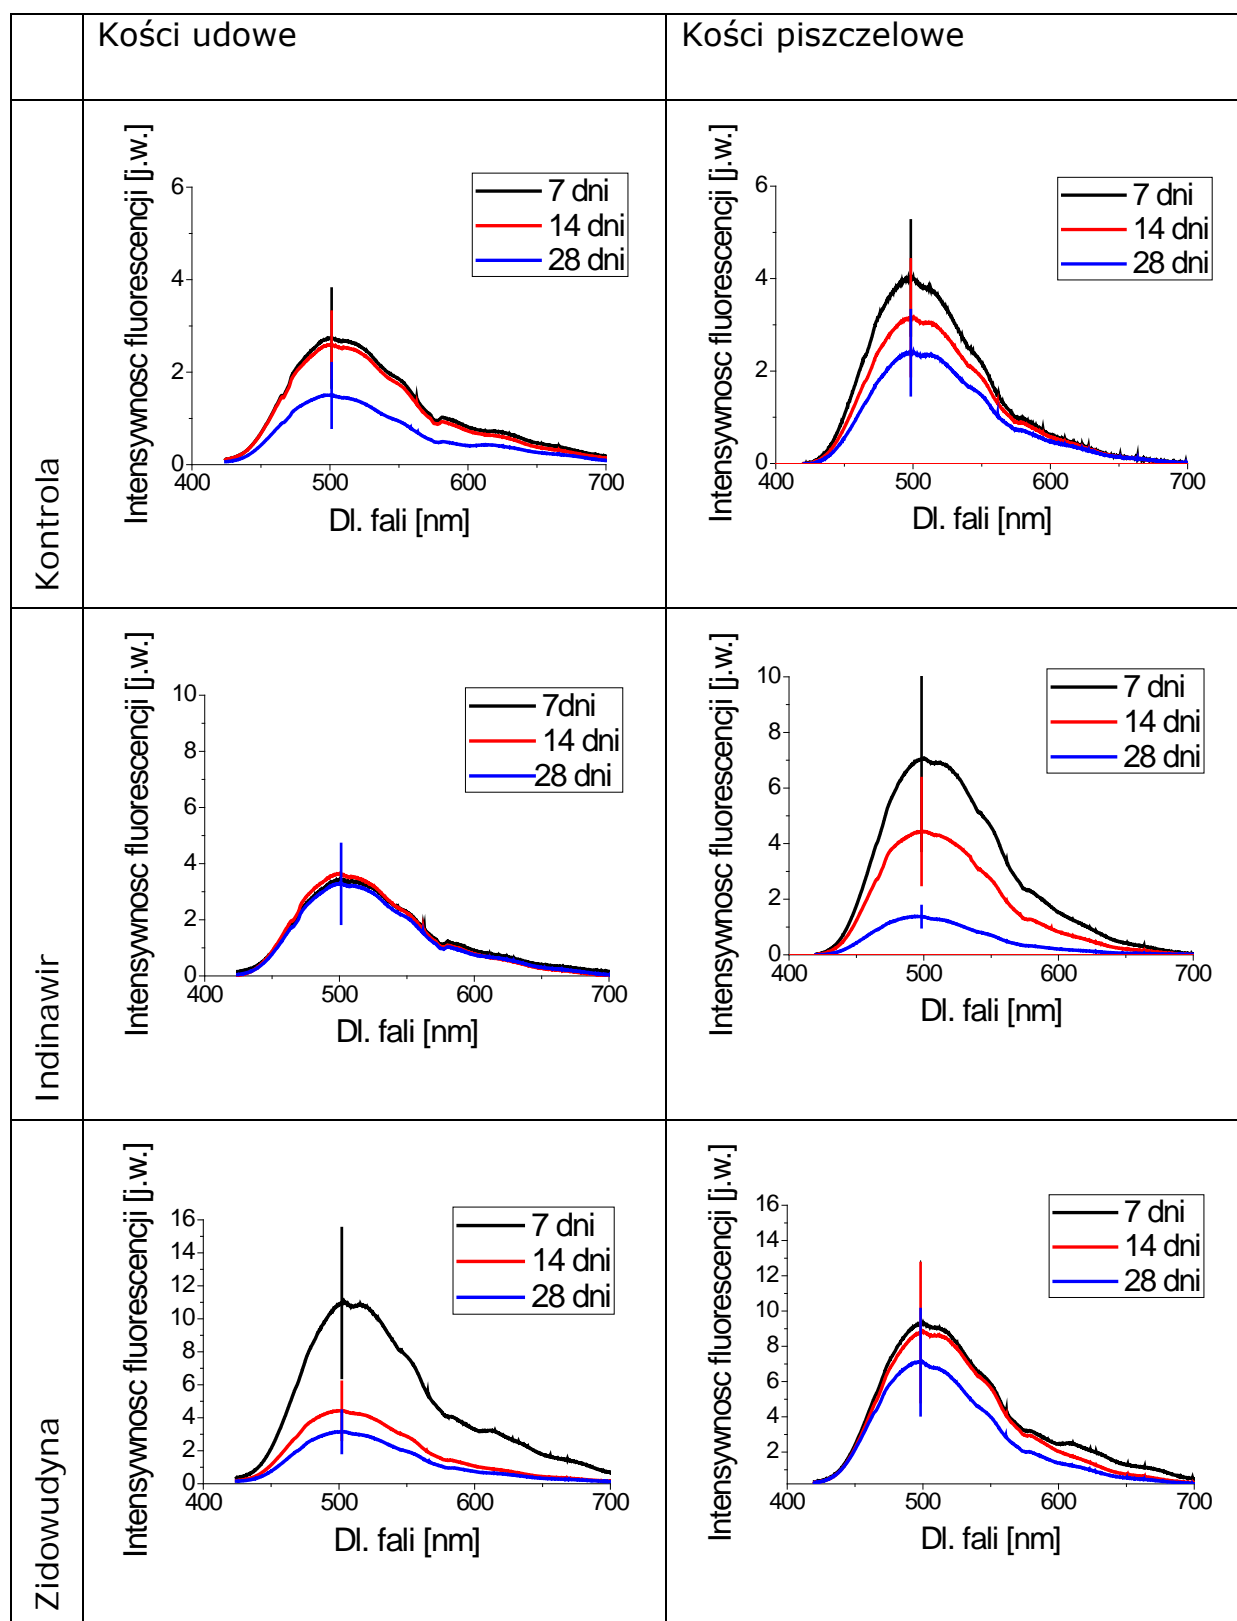 Kości udowe
Kości piszczelowe
Kontrola
Intensywnosc fluorescencji [j.w.]
6
4
2
0
400
500
600
700
Dl. fali [nm]
7 dni
14 dni
28 dni
Intensywnosc fluorescencji [j.w.]
6
4
2
0
400
500
600
700
Dl. fali [nm]
7 dni
14 dni
28 dni
Indinawir
Intensywnosc fluorescencji [j.w.]
10
8
6
4
2
0
400
500
600
700
Dl. fali [nm]
7dni
14 dni
28 dni
Intensywnosc fluorescencji [j.w.]
10
8
6
4
2
0
400
500
600
700
Dl. fali [nm]
7 dni
14 dni
28 dni
Zidowudyna
Intensywnosc fluorescencji [j.w.]
16
14
12
10
8
6
4
2
0
400
500
600
700
Dl. fali [nm]
7 dni
14 dni
28 dni
Intensywnosc fluorescencji [j.w.]
16
14
12
10
8
6
4
2
400
500
600
700
Dl. fali [nm]
7 dni
14 dni
28 dni